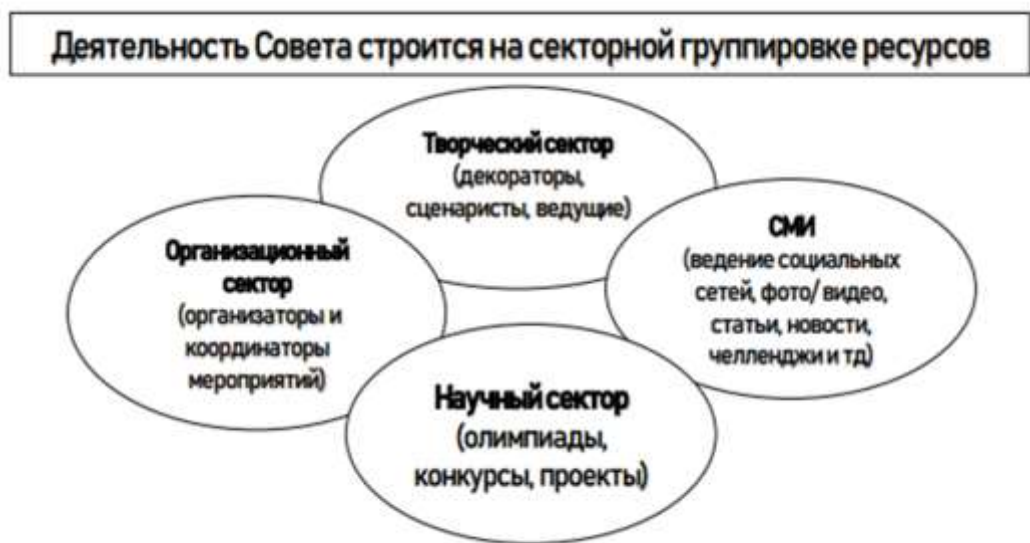 Деятельность Совета строится на секторной группировке ресурсов
Творческий сектор
(декораторы,
сценаристы, ведущие)
Организационный
сектор
(организаторы и
координаторы
мероприятий)
СМИ
(ведение социальных
сетей, фото/ видео,
статьи, новости,
челленджи и тд)
Научный сектор
(олимпиады,
конкурсы, проекты)